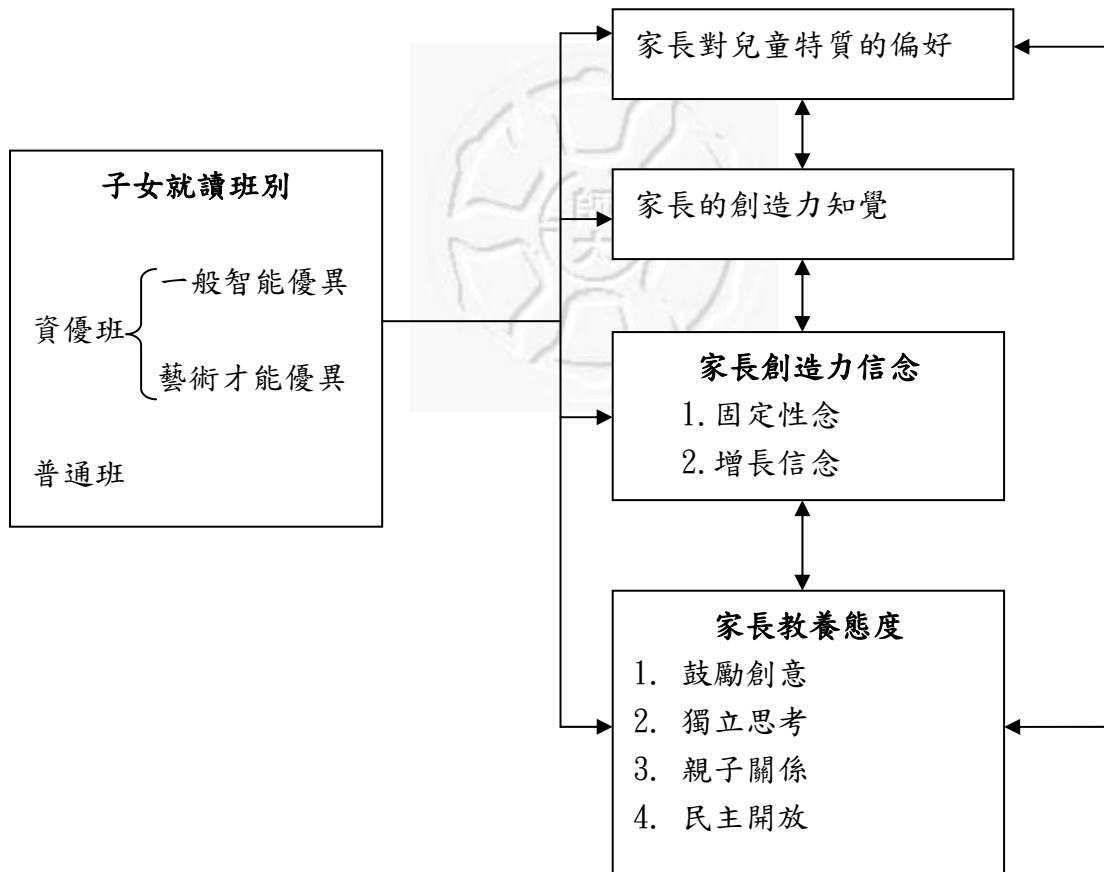 家長對兒童特質的偏好
子女就讀班別
家長的創造力知覺
一般智能優異
資優班
藝術才能優異
普通班
家長創造力信念
1.固定性念
2.增長信念
家長教養態度
1. 鼓勵創意
2. 獨立思考
3. 親子關係
4. 民主開放